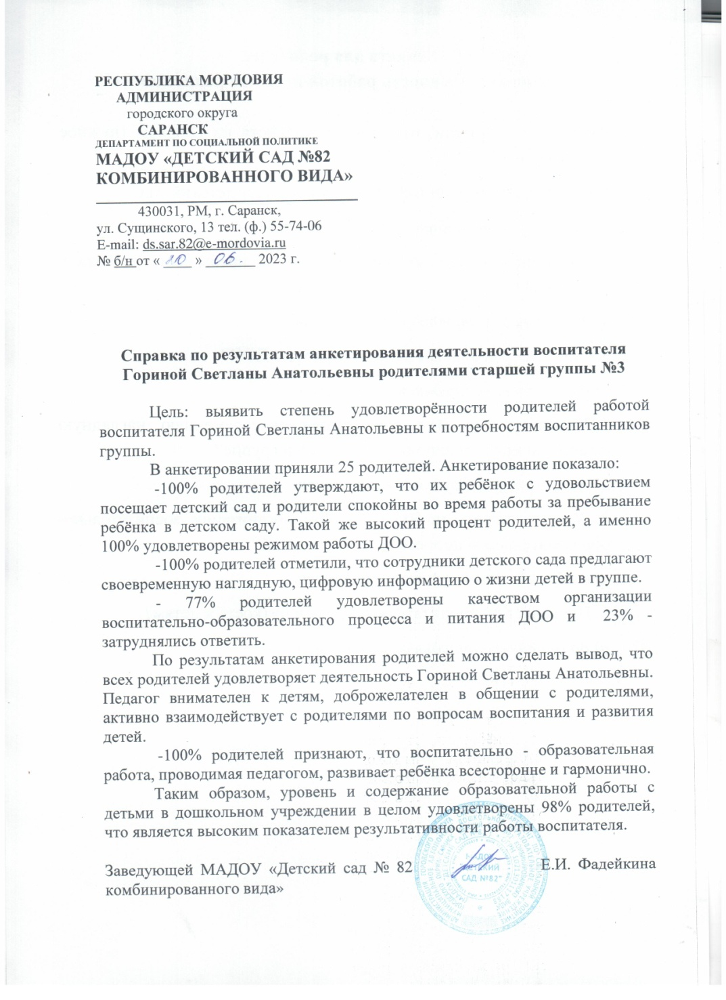 РЕСПУБЛИКА МОРДОВИЯ
АДМИНИСТРАЦИЯ
городского округа
САРАНСК
ДЕПАРТАМЕНТ ПО СОЦИАЛЬНОЙ ПОЛИТИКЕ
МАДОУ «ДЕТСКИЙ САД №82
КОМБИНИРОВАННОГО ВИДА»
430031, РМ, г. Саранск,
ул. Сущинского, 13 тел. (ф.) 55-74-06
E-mail: ds.sar.82@e-mordovia.ru
№ б/н от « » 06. 2023 г.
Справка по результатам анкетирования деятельности воспитателя
Гориной Светланы Анатольевны родителями старшей группы №3
Цель: выявить степень удовлетворённости родителей работой
воспитателя Гориной Светланы Анатольевны к потребностям воспитанников
группы.
В анкетировании приняли 25 родителей. Анкетирование показало:
-100% родителей утверждают, что их ребёнок с удовольствием
посещает детский сад и родители спокойны во время работы за пребывание
ребёнка в детском саду. Такой же высокий процент родителей, а именно
100% удовлетворены режимом работы ДОО.
-100% родителей отметили, что сотрудники детского сада предлагают
своевременную наглядную, цифровую информацию о жизни детей в группе.
- 77% родителей удовлетворены качеством организации
воспитательно-образовательного процесса и питания ДОО и 23% -
затруднялись ответить.
По результатам анкетирования родителей можно сделать вывод, что
всех родителей удовлетворяет деятельность Гориной Светланы Анатольевны.
Педагог внимателен к детям, доброжелателен в общении с родителями,
активно взаимодействует с родителями по вопросам воспитания и развития
детей.
-100% родителей признают, что воспитательно - образовательная
работа, проводимая педагогом, развивает ребёнка всесторонне и гармонично.
Таким образом, уровень и содержание образовательной работы с
детьми в дошкольном учреждении в целом удовлетворены 98% родителей,
что является высоким показателем результативности работы воспитателя.
Заведующей МАДОУ «Детский сад № 82 Е.И. Фадейкина
комбинированного вида»
МАДОУ
"ДЕТСКИЙ
САД №82"